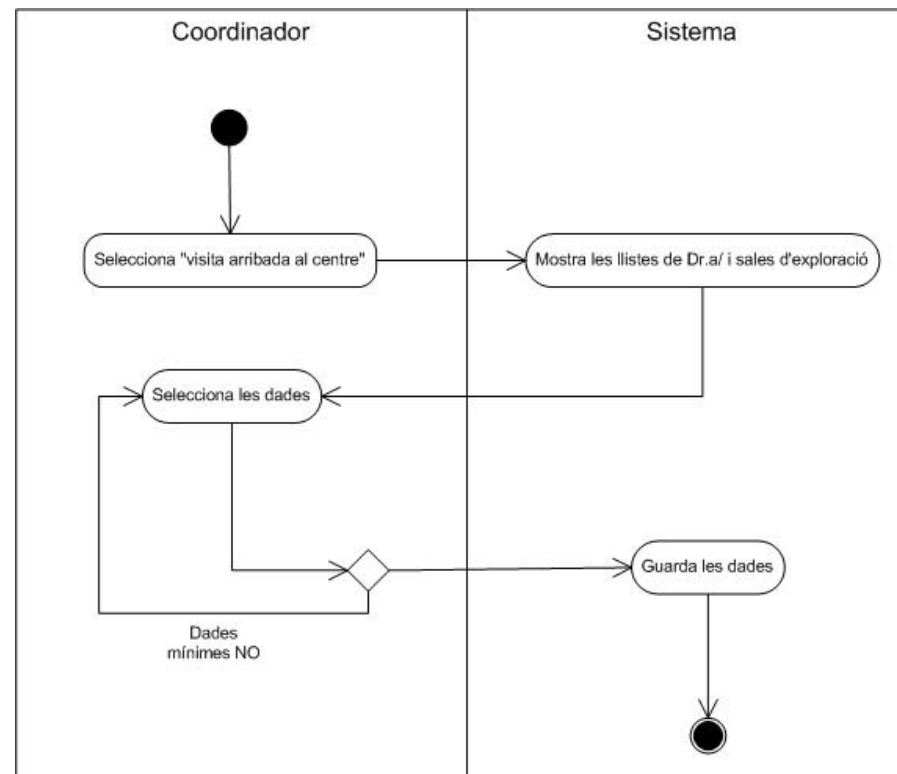 Coordinador
Sistema
Selecciona "visita arribada al centre"
Mostra les llistes de Dr.a/ i sales d'exploració
Selecciona les dades
Guarda les dades
Dades
mínimes NO